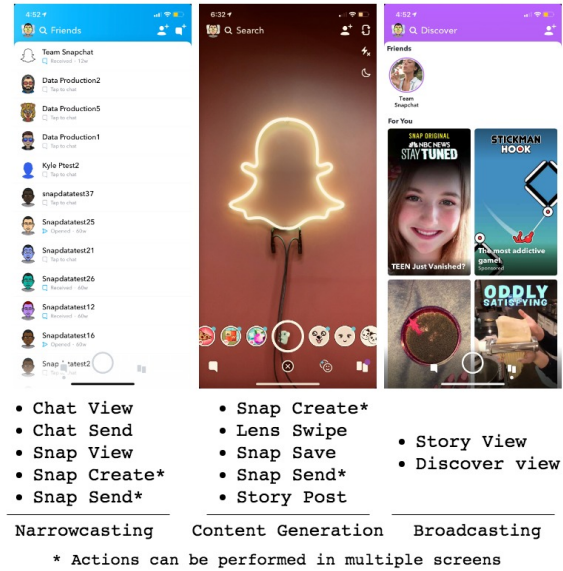 4:52
Friends
Team Snapchat
Received - 12w
Data Production2
Tap to chat
Data Production5
Tap to chat
Data Production1
Tap to chat
Kyle Ptest2
Tap to chat
snapdatatest37
Tap to chat
Snapdatatest25
Opened - 60w
Snapdatatest21
Tap to chat
Snapdatatest26
Received - 60w
Snapdatatest12
Received - 60w
Snapdatatest16
Opened - 60w
6:32
Search
4:52
Discover
Friends
Team
Snapchat
For You
SNAP ORIGINAL
NBC NEWS
STAY TUNED
TEEN Just Vanished?
STICKMAN
HOOK
The most addictive
game!
Sponsored
ODDLY
SATISFYING
• Chat View
• Chat Send
• Snap View
• Snap Create*
• Snap Send*
Narrowcasting
• Snap Create*
• Lens Swipe
• Snap Save
• Snap Send*
• Story Post
Content Generation
• Story View
• Discover view
Broadcasting
* Actions can be performed in multiple screens